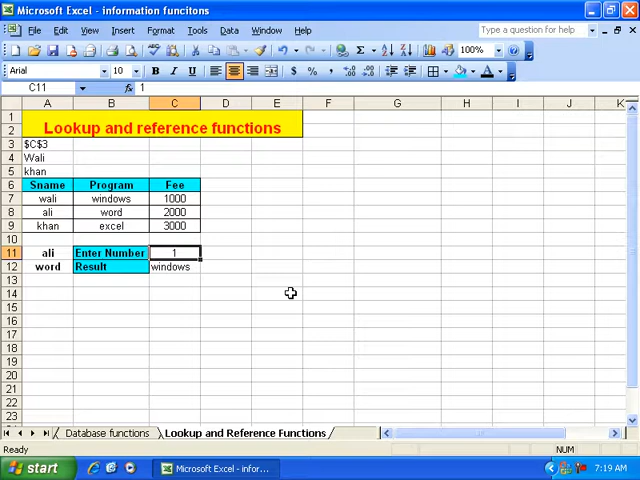 Microsoft Excel - information funcitons
File Edit View Insert Format Tools Data Window Help
Type a question for help
Σ 100%
Arial 10 B I U $ % , A
C11 fx 1
A B C D E F G H I J K
1
2 Lookup and reference functions
3 $C$3
4 Wali
5 khan
6 Sname Program Fee
7 wali windows 1000
8 ali word 2000
9 khan excel 3000
10
11 ali Enter Number 1
12 word Result windows
13
14
15
16
17
18
19
20
21
22
23
Database functions Lookup and Reference Functions
Ready NUM
start Microsoft Excel - infor... 7:19 AM